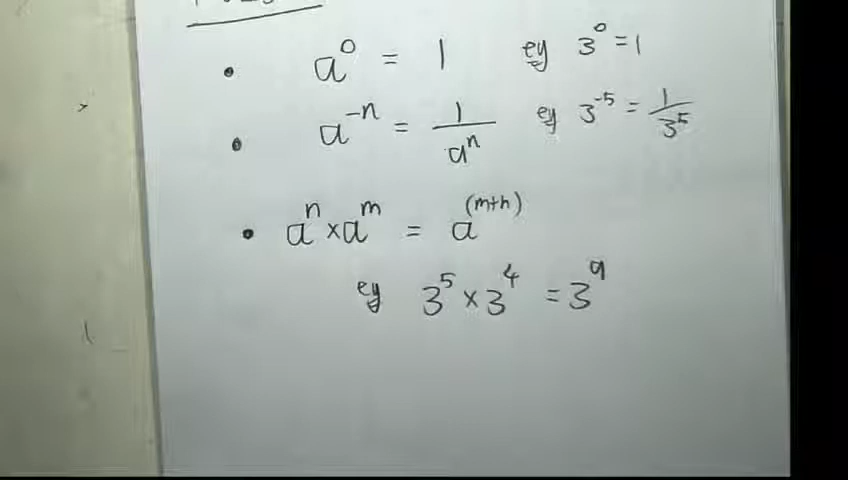 • a⁰ = 1 eg 3⁰ = 1
• a⁻ⁿ = 1/aⁿ eg 3⁻⁵ = 1/3⁵
• aⁿ × aᵐ = a⁽ᵐ⁺ⁿ⁾
eg 3⁵ × 3⁴ = 3⁹